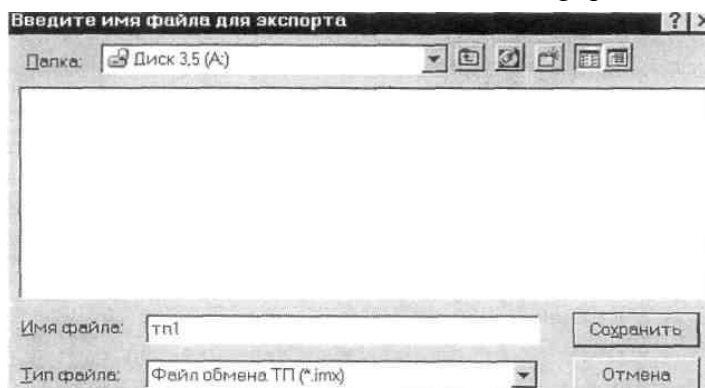 Введите имя файла для экспорта
Папка: Диск 3,5 (A:)
Имя файла: тп1 Сохранить
Тип файла: Файл обмена ТП (*.imx) Отмена